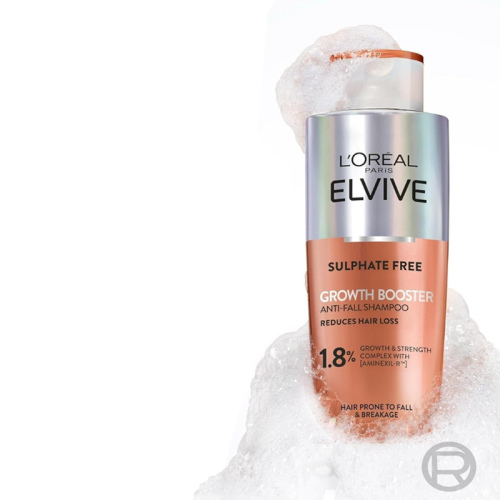 L'ORÉAL
PARIS
ELVIVE
SULPHATE FREE
GROWTH BOOSTER
ANTI-FALL SHAMPOO
REDUCES HAIR LOSS
1.8%
GROWTH & STRENGTH
COMPLEX WITH
[AMINEXIL-R™]
HAIR PRONE TO FALL
& BREAKAGE
R